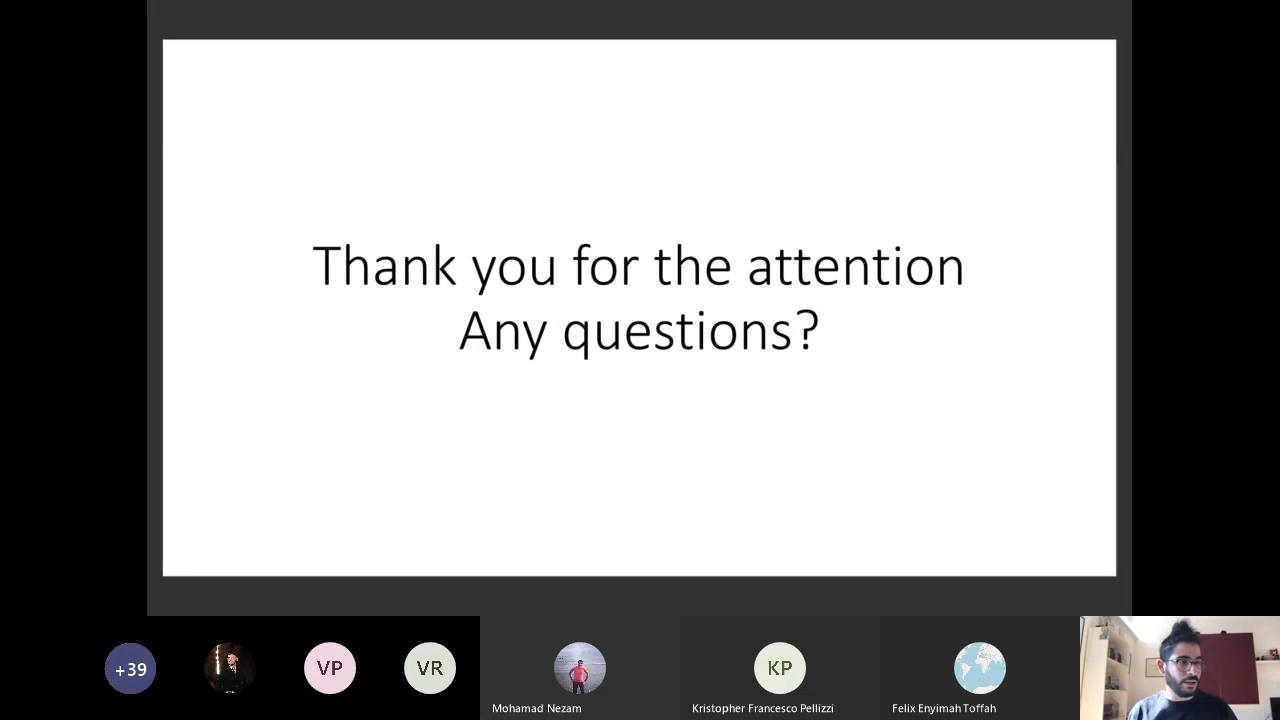 Thank you for the attention
Any questions?
+39
VP
VR
KP
Mohamad Nezam
Kristopher Francesco Pellizzi
Felix Enyimah Toffah